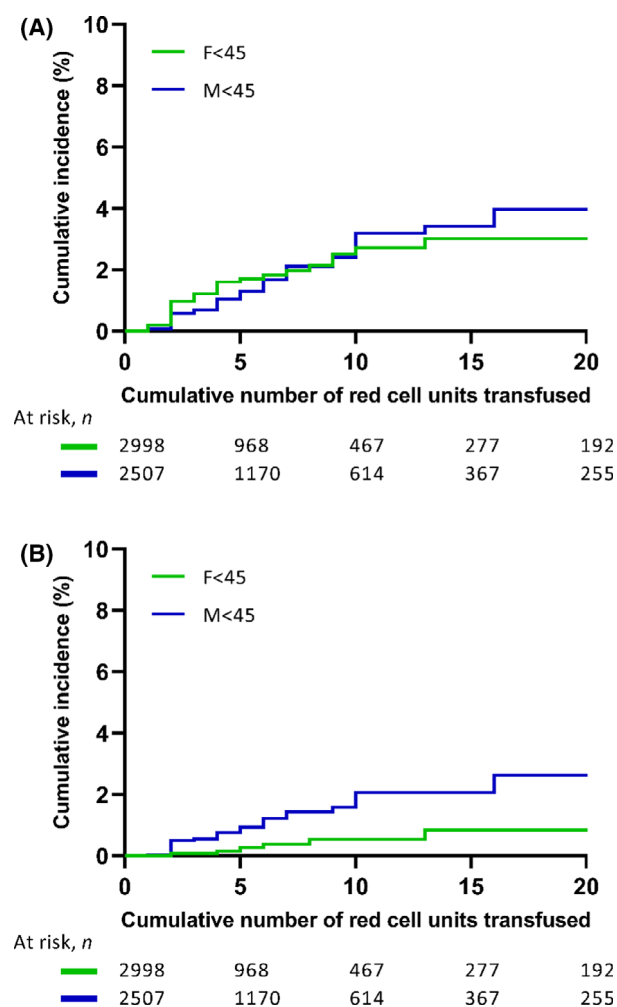 (A)
Cumulative incidence (%)
10
8
6
4
2
0
F<45
M<45
0 5 10 15 20
Cumulative number of red cell units transfused
At risk, n
2998 968 467 277 192
2507 1170 614 367 255
(B)
Cumulative incidence (%)
10
8
6
4
2
0
F<45
M<45
0 5 10 15 20
Cumulative number of red cell units transfused
At risk, n
2998 968 467 277 192
2507 1170 614 367 255